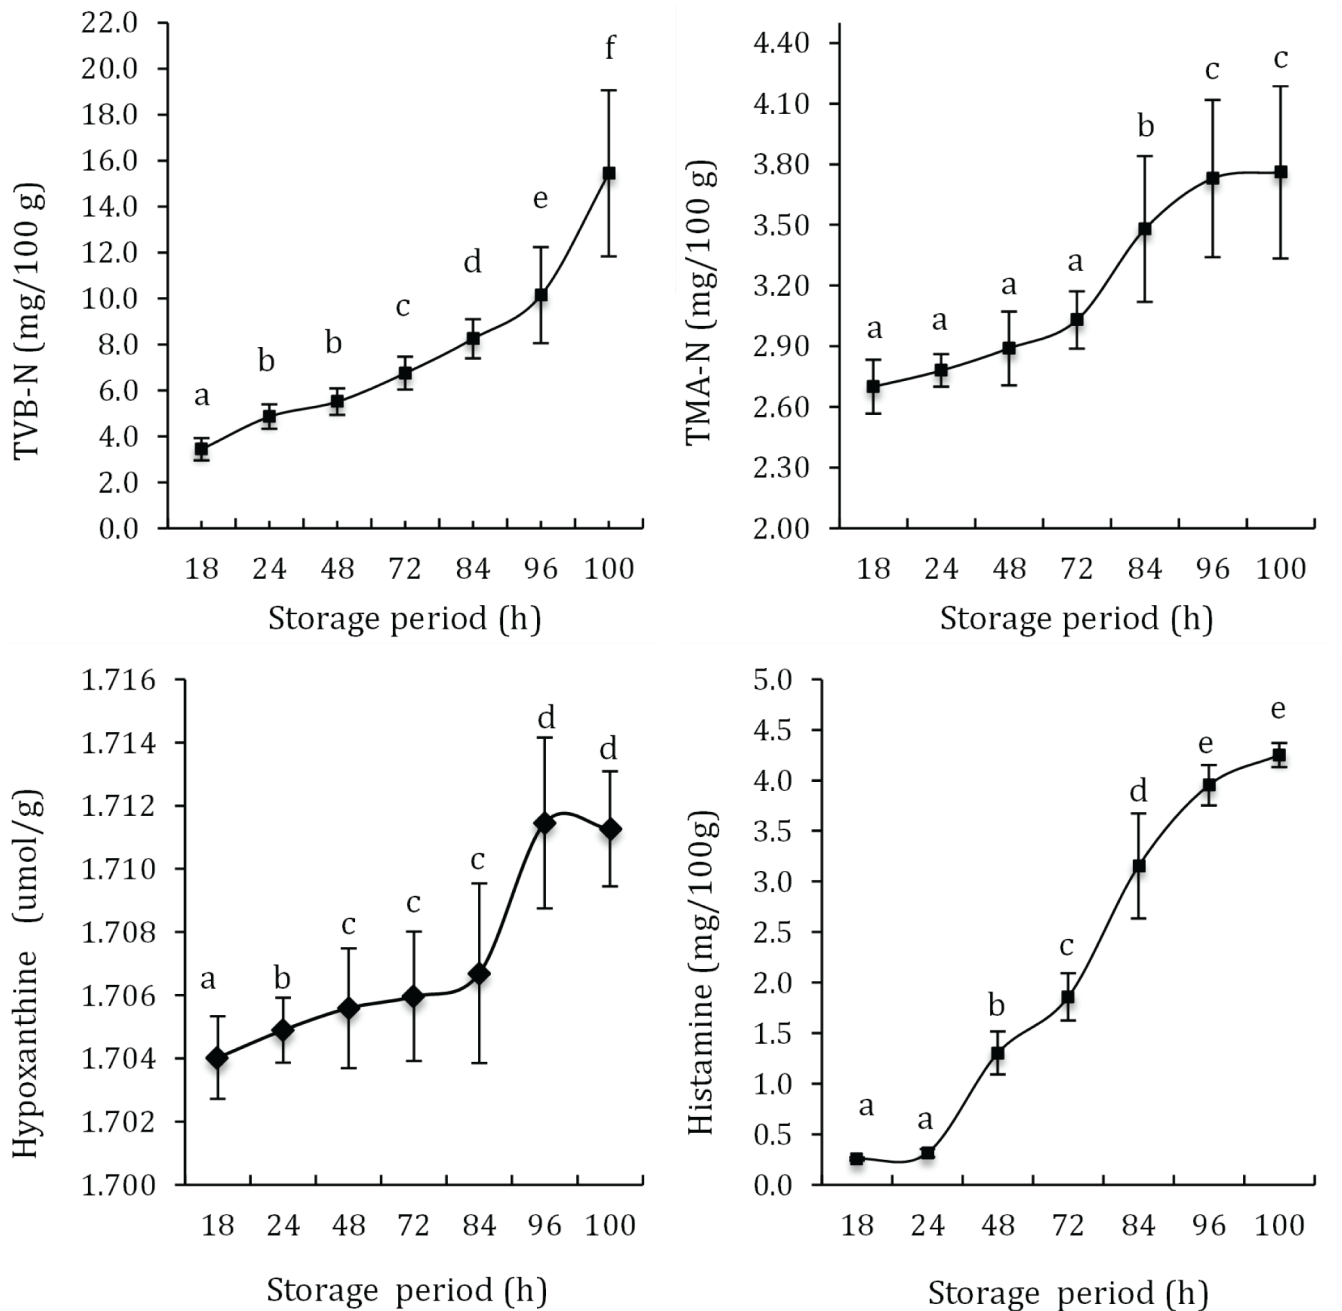 TVB-N (mg/100 g)
22.0
20.0
18.0
16.0
14.0
12.0
10.0
8.0
6.0
4.0
2.0
0.0
a
b
b
c
d
e
f
18 24 48 72 84 96 100
Storage period (h)
TMA-N (mg/100 g)
4.40
4.10
3.80
3.50
3.20
2.90
2.60
2.30
2.00
a
a
a
a
b
c
c
18 24 48 72 84 96 100
Storage period (h)
Hypoxanthine (umol/g)
1.716
1.714
1.712
1.710
1.708
1.706
1.704
1.702
1.700
a
b
c
c
c
d
d
18 24 48 72 84 96 100
Storage period (h)
Histamine (mg/100g)
5.0
4.5
4.0
3.5
3.0
2.5
2.0
1.5
1.0
0.5
0.0
a
a
b
c
d
e
e
18 24 48 72 84 96 100
Storage period (h)